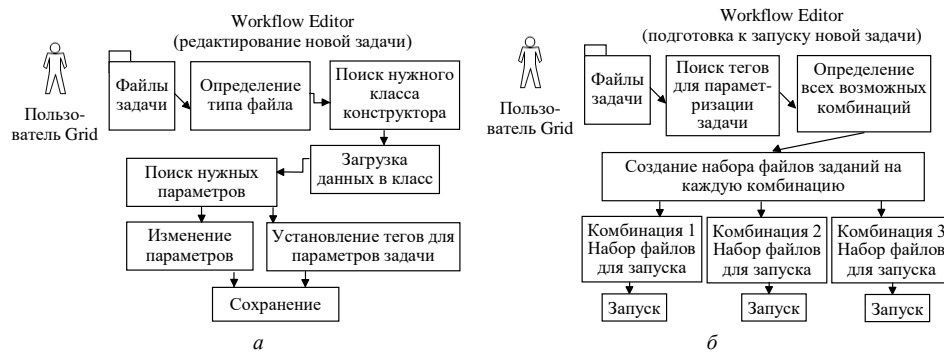 Workflow Editor
(редактирование новой задачи)
Пользо-
ватель Grid
Файлы
задачи
Определение
типа файла
Поиск нужного
класса
конструктора
Загрузка
данных в класс
Поиск нужных
параметров
Изменение
параметров
Установление тегов для
параметров задачи
Сохранение
а
Workflow Editor
(подготовка к запуску новой задачи)
Пользо-
ватель Grid
Файлы
задачи
Поиск тегов
для парамет-
ризации
задачи
Определение
всех возможных
комбинаций
Создание набора файлов заданий на
каждую комбинацию
Комбинация 1
Набор файлов
для запуска
Комбинация 2
Набор файлов
для запуска
Комбинация 3
Набор файлов
для запуска
Запуск
Запуск
Запуск
б